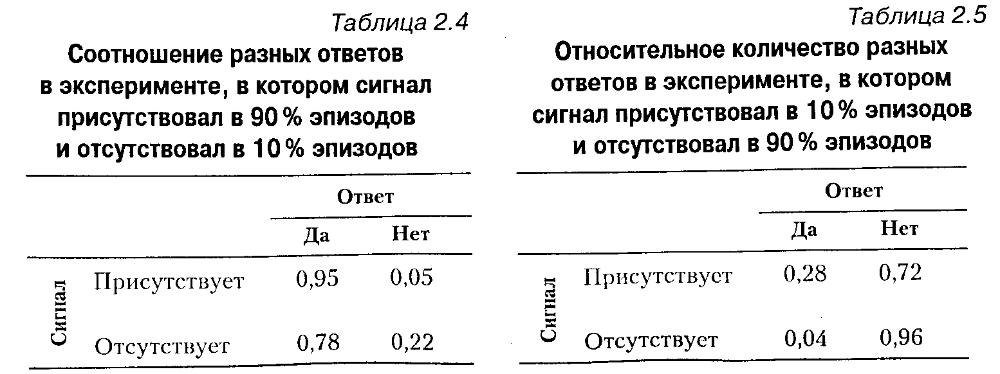 Таблица 2.4
Соотношение разных ответов
в эксперименте, в котором сигнал
присутствовал в 90 % эпизодов
и отсутствовал в 10 % эпизодов
Ответ
Да Нет
Сигнал
Присутствует 0,95 0,05
Отсутствует 0,78 0,22
Таблица 2.5
Относительное количество разных
ответов в эксперименте, в котором
сигнал присутствовал в 10 % эпизодов
и отсутствовал в 90 % эпизодов
Ответ
Да Нет
Сигнал
Присутствует 0,28 0,72
Отсутствует 0,04 0,96